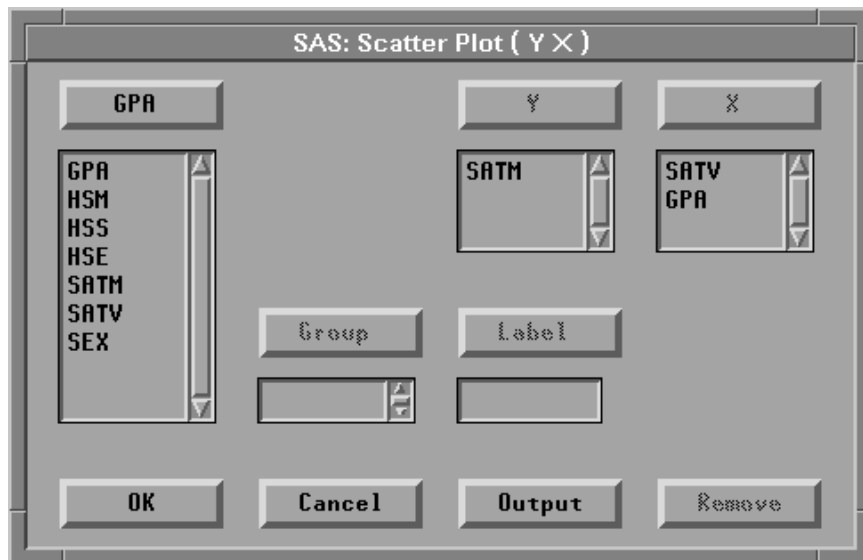 SAS: Scatter Plot ( Y X )
GPA
Y
X
GPA
HSM
HSS
HSE
SATM
SATV
SEX
SATM
SATV
GPA
Group
Label
OK
Cancel
Output
Remove